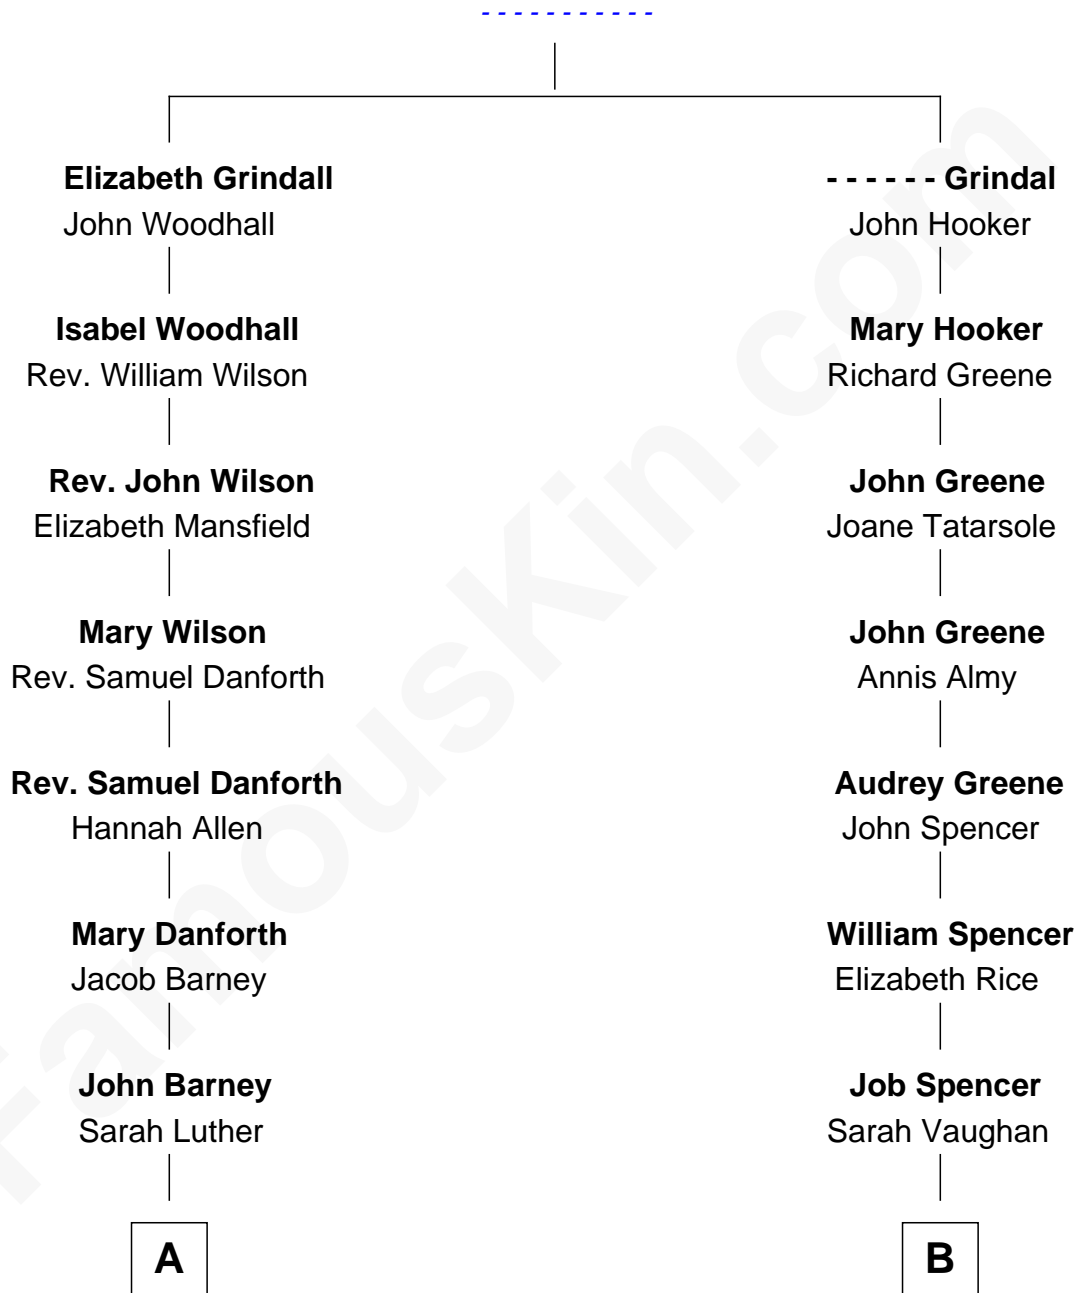 - - - - - - - - - - -
Elizabeth Grindall
John Woodhall
- - - - - - Grindal
John Hooker
Isabel Woodhall
Rev. William Wilson
Mary Hooker
Richard Greene
Rev. John Wilson
Elizabeth Mansfield
John Greene
Joane Tatarsole
Mary Wilson
Rev. Samuel Danforth
John Greene
Annis Almy
Rev. Samuel Danforth
Hannah Allen
Audrey Greene
John Spencer
Mary Danforth
Jacob Barney
William Spencer
Elizabeth Rice
John Barney
Sarah Luther
Job Spencer
Sarah Vaughan
A
B
FamousKin.com